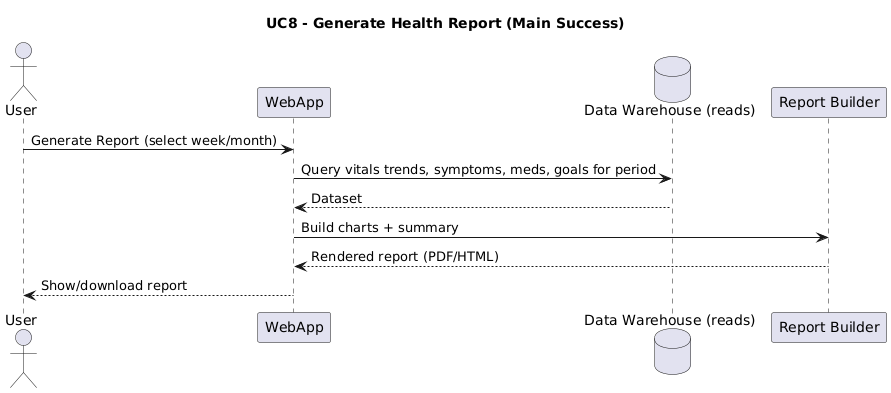 UC8 - Generate Health Report (Main Success)
User
WebApp
Data Warehouse (reads)
Report Builder
Generate Report (select week/month)
Query vitals trends, symptoms, meds, goals for period
Dataset
Build charts + summary
Rendered report (PDF/HTML)
Show/download report
User
WebApp
Data Warehouse (reads)
Report Builder